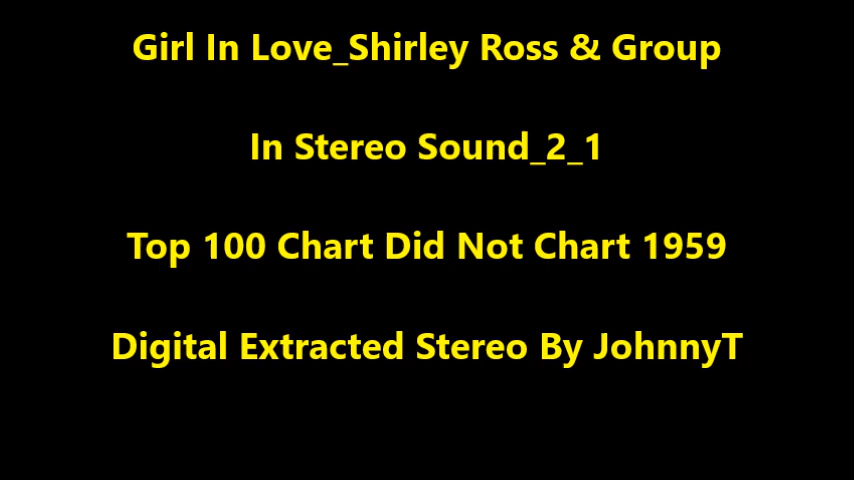 Girl In Love_Shirley Ross & Group
In Stereo Sound_2_1
Top 100 Chart Did Not Chart 1959
Digital Extracted Stereo By JohnnyT